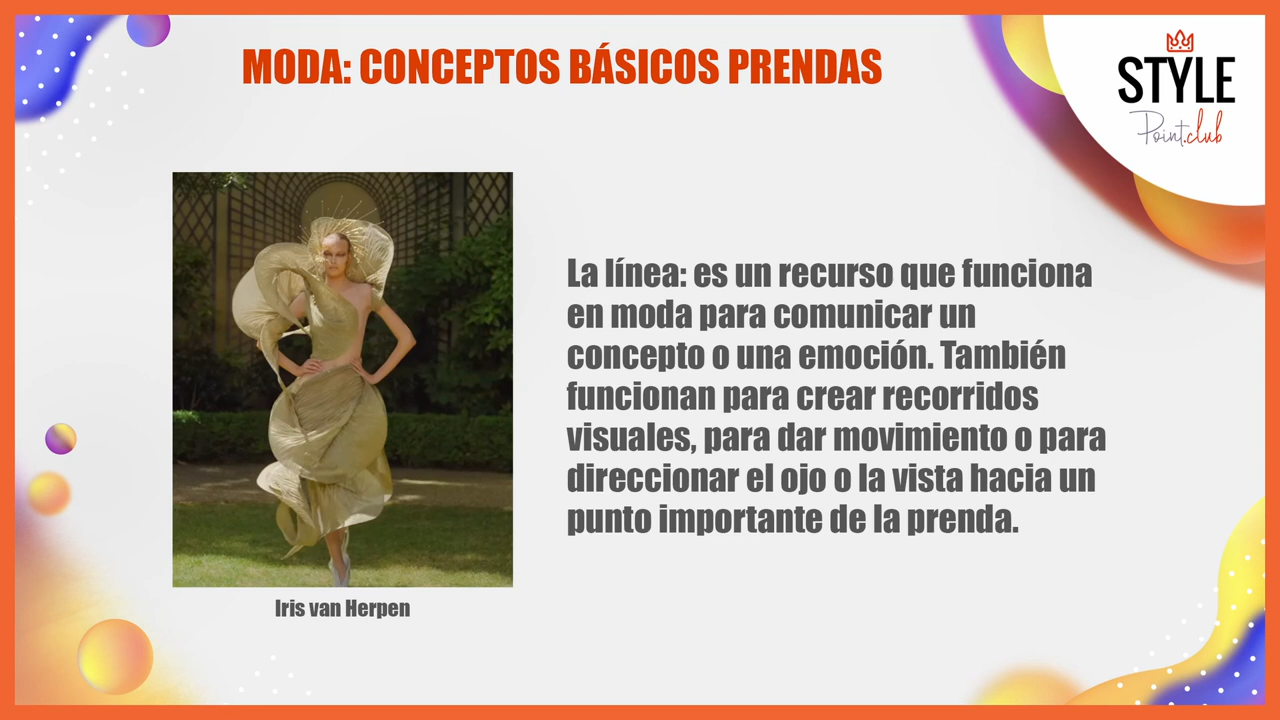 MODA: CONCEPTOS BÁSICOS PRENDAS
STYLE
Point.club
La línea: es un recurso que funciona
en moda para comunicar un
concepto o una emoción. También
funcionan para crear recorridos
visuales, para dar movimiento o para
direccionar el ojo o la vista hacia un
punto importante de la prenda.
Iris van Herpen